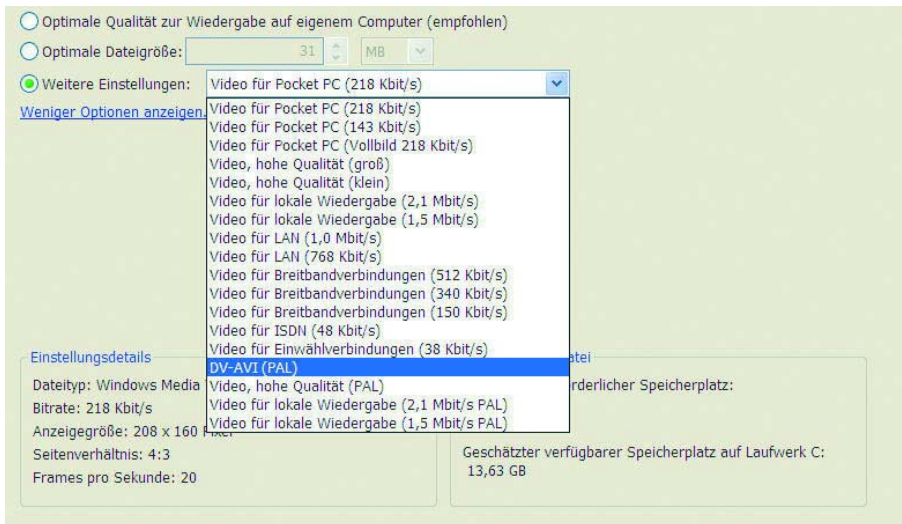 Optimale Qualität zur Wiedergabe auf eigenem Computer (empfohlen)
Optimale Dateigröße: 31 MB
Weitere Einstellungen: Video für Pocket PC (218 Kbit/s)
Weniger Optionen anzeigen.
Video für Pocket PC (218 Kbit/s)
Video für Pocket PC (143 Kbit/s)
Video für Pocket PC (Vollbild 218 Kbit/s)
Video, hohe Qualität (groß)
Video, hohe Qualität (klein)
Video für lokale Wiedergabe (2,1 Mbit/s)
Video für lokale Wiedergabe (1,5 Mbit/s)
Video für LAN (1,0 Mbit/s)
Video für LAN (768 Kbit/s)
Video für Breitbandverbindungen (512 Kbit/s)
Video für Breitbandverbindungen (340 Kbit/s)
Video für Breitbandverbindungen (150 Kbit/s)
Video für ISDN (48 Kbit/s)
Video für Einwählverbindungen (38 Kbit/s)
DV-AVI (PAL)
Video, hohe Qualität (PAL)
Video für lokale Wiedergabe (2,1 Mbit/s PAL)
Video für lokale Wiedergabe (1,5 Mbit/s PAL)
Einstellungsdetails
Dateityp: Windows Media
Bitrate: 218 Kbit/s
Anzeigegröße: 208 x 160
Seitenverhältnis: 4:3
Frames pro Sekunde: 20
atei
rderlicher Speicherplatz:
Geschätzter verfügbarer Speicherplatz auf Laufwerk C:
13,63 GB